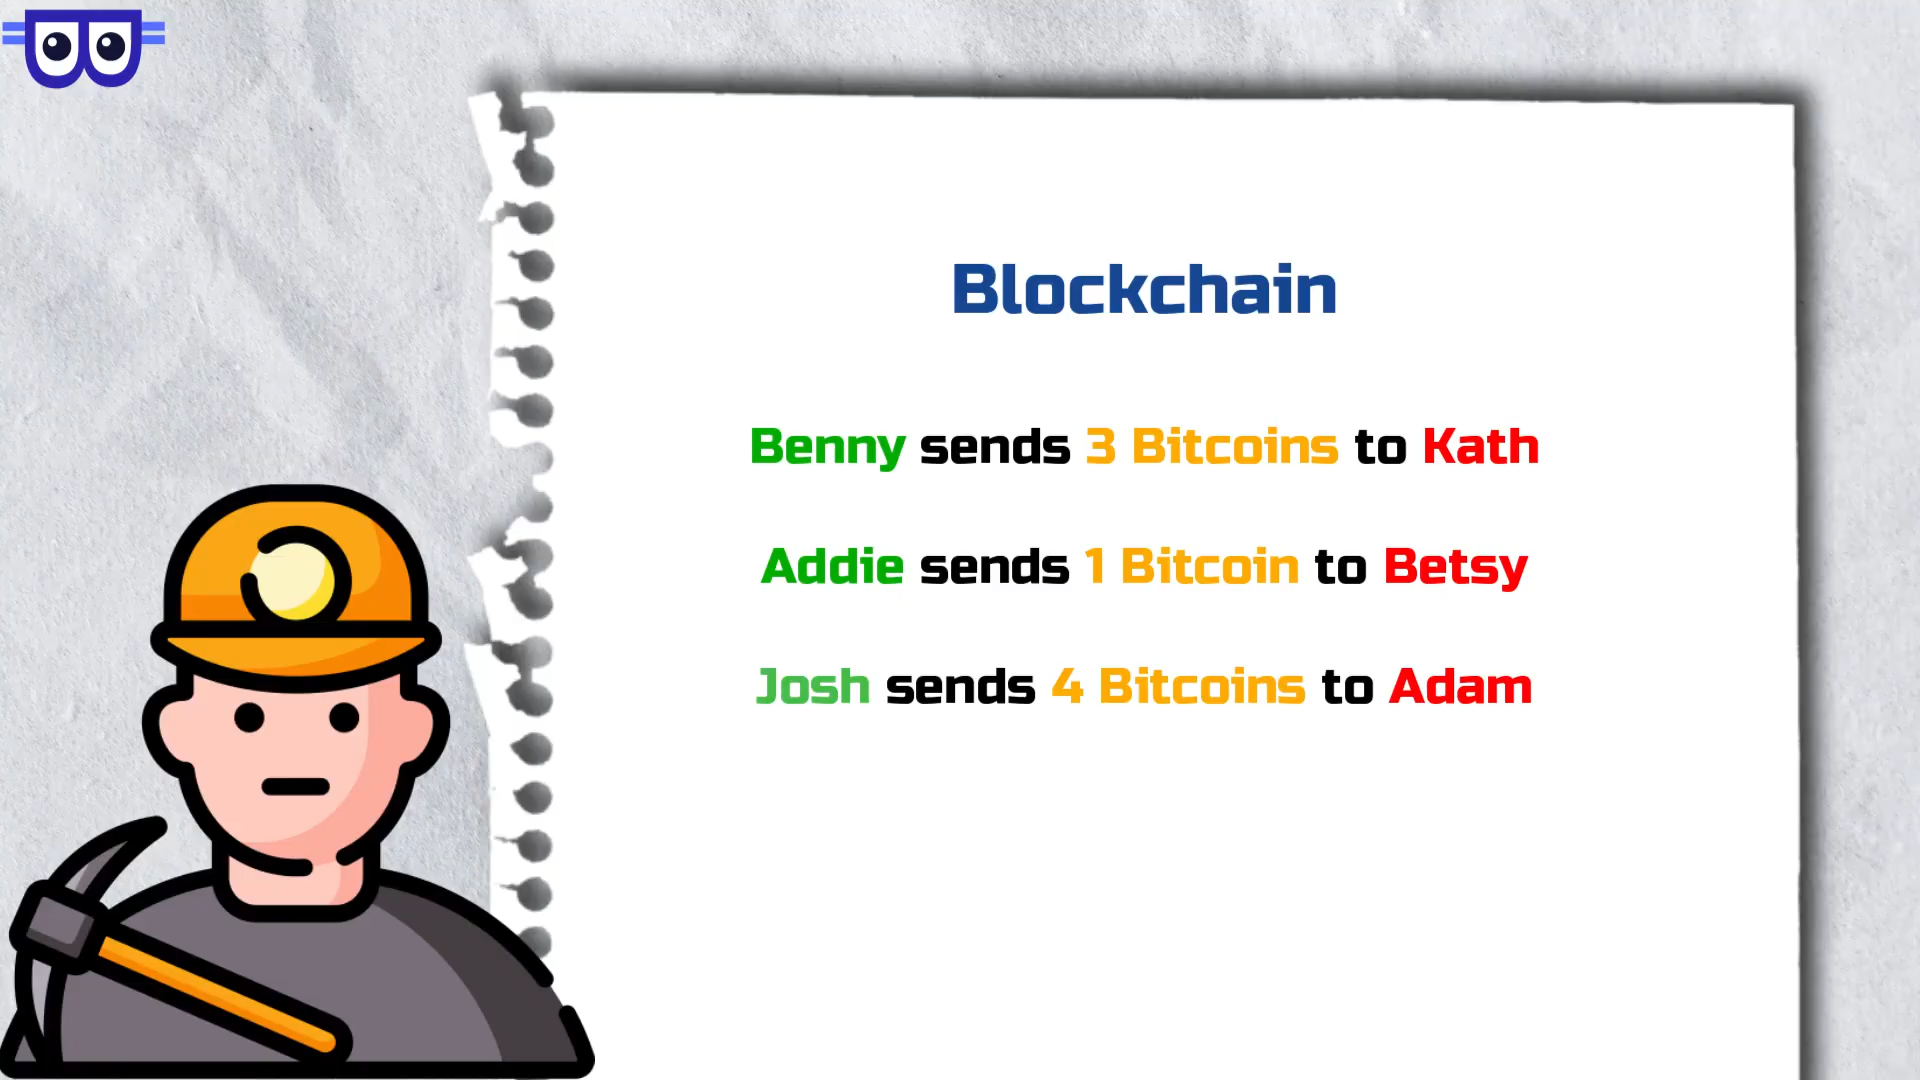 Blockchain
Benny sends 3 Bitcoins to Kath
Addie sends 1 Bitcoin to Betsy
Josh sends 4 Bitcoins to Adam